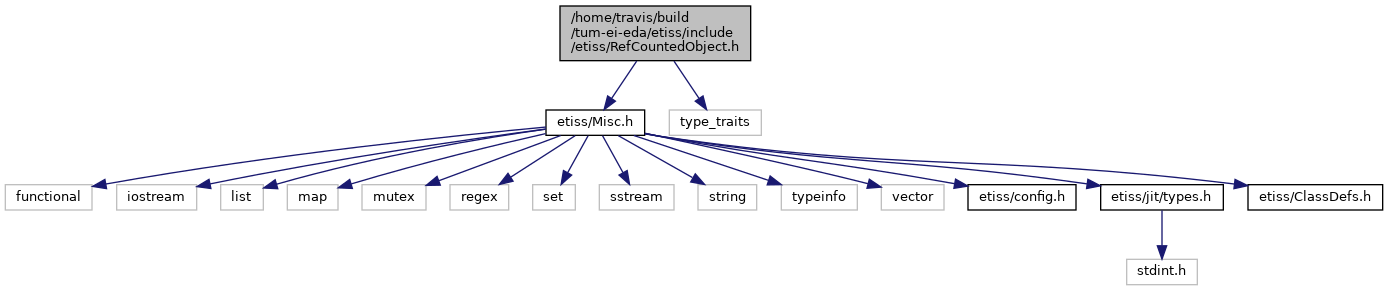 /home/travis/build
/tum-ei-eda/etiss/include
/etiss/RefCountedObject.h
etiss/Misc.h
type_traits
functional
iostream
list
map
mutex
regex
set
sstream
string
typeinfo
vector
etiss/config.h
etiss/jit/types.h
etiss/ClassDefs.h
stdint.h